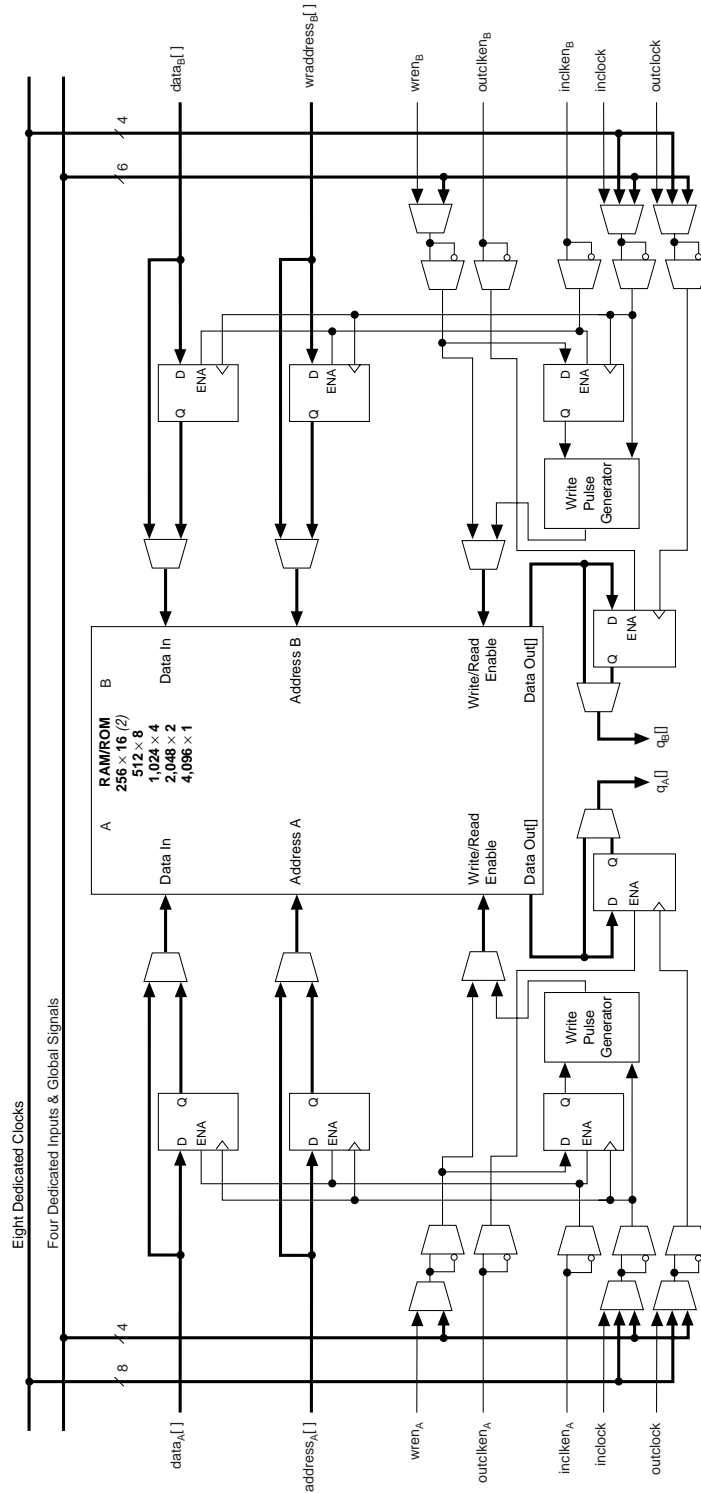 Eight Dedicated Clocks
Four Dedicated Inputs & Global Signals
8
4
6
4
data_A[ ]
address_A[ ]
wren_A
outclken_A
inclken_A
inclock
outclock
D
ENA
Q
D
ENA
Q
D
ENA
Q
Write
Pulse
Generator
D
ENA
Q
A
RAM/ROM
256 × 16 (2)
512 × 8
1,024 × 4
2,048 × 2
4,096 × 1
B
Data In
Address A
Write/Read
Enable
Data Out[]
Data In
Address B
Write/Read
Enable
Data Out[]
q_A[]
q_B[]
D
ENA
Q
D
ENA
Q
D
ENA
Q
Write
Pulse
Generator
D
ENA
Q
data_B[ ]
wraddress_B[ ]
wren_B
outclken_B
inclken_B
inclock
outclock